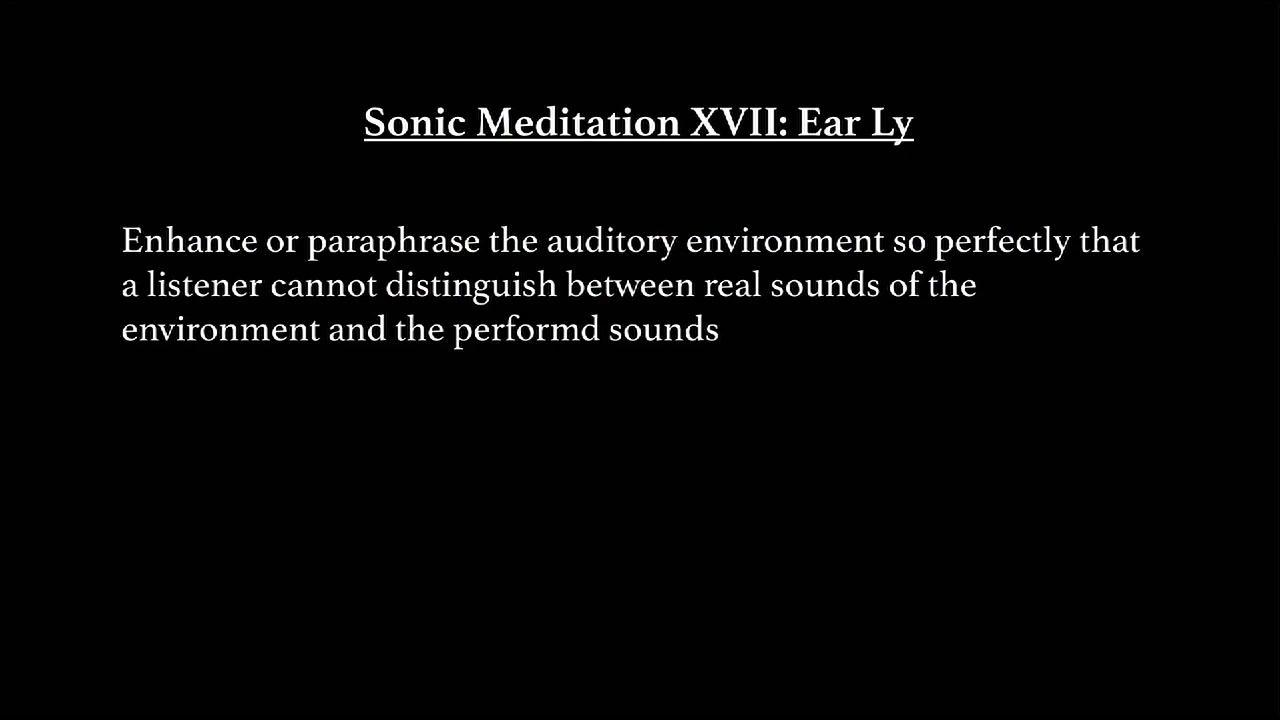 Sonic Meditation XVII: Ear Ly
Enhance or paraphrase the auditory environment so perfectly that
a listener cannot distinguish between real sounds of the
environment and the performd sounds